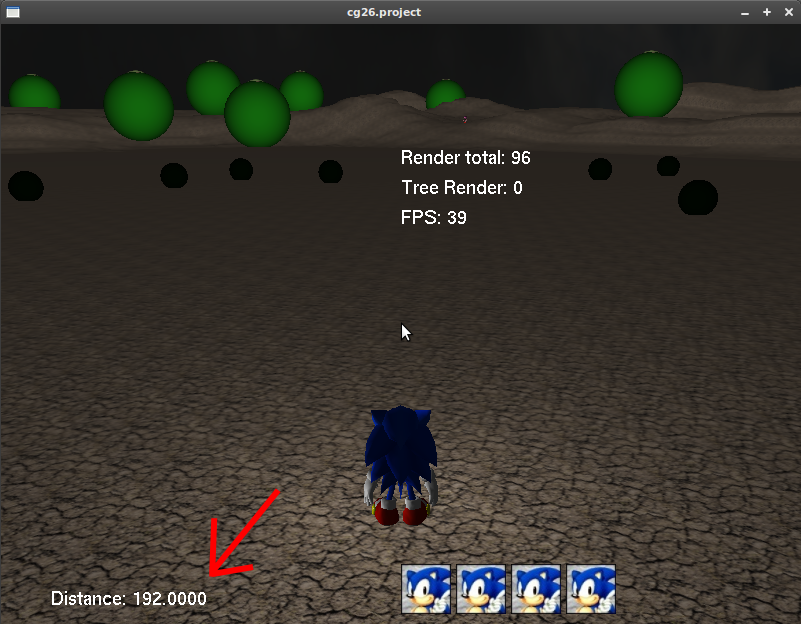 cg26.project
Render total: 96
Tree Render: 0
FPS: 39
Distance: 192.0000